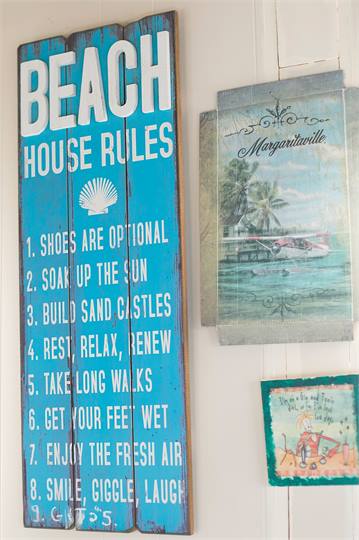 BEACH
HOUSE RULES
1. SHOES ARE OPTIONAL
2. SOAK UP THE SUN
3. BUILD SAND CASTLES
4. REST, RELAX, RENEW
5. TAKE LONG WALKS
6. GET YOUR FEET WET
7. ENJOY THE FRESH AIR
8. SMILE, GIGGLE, LAUGH
9.
Margaritaville